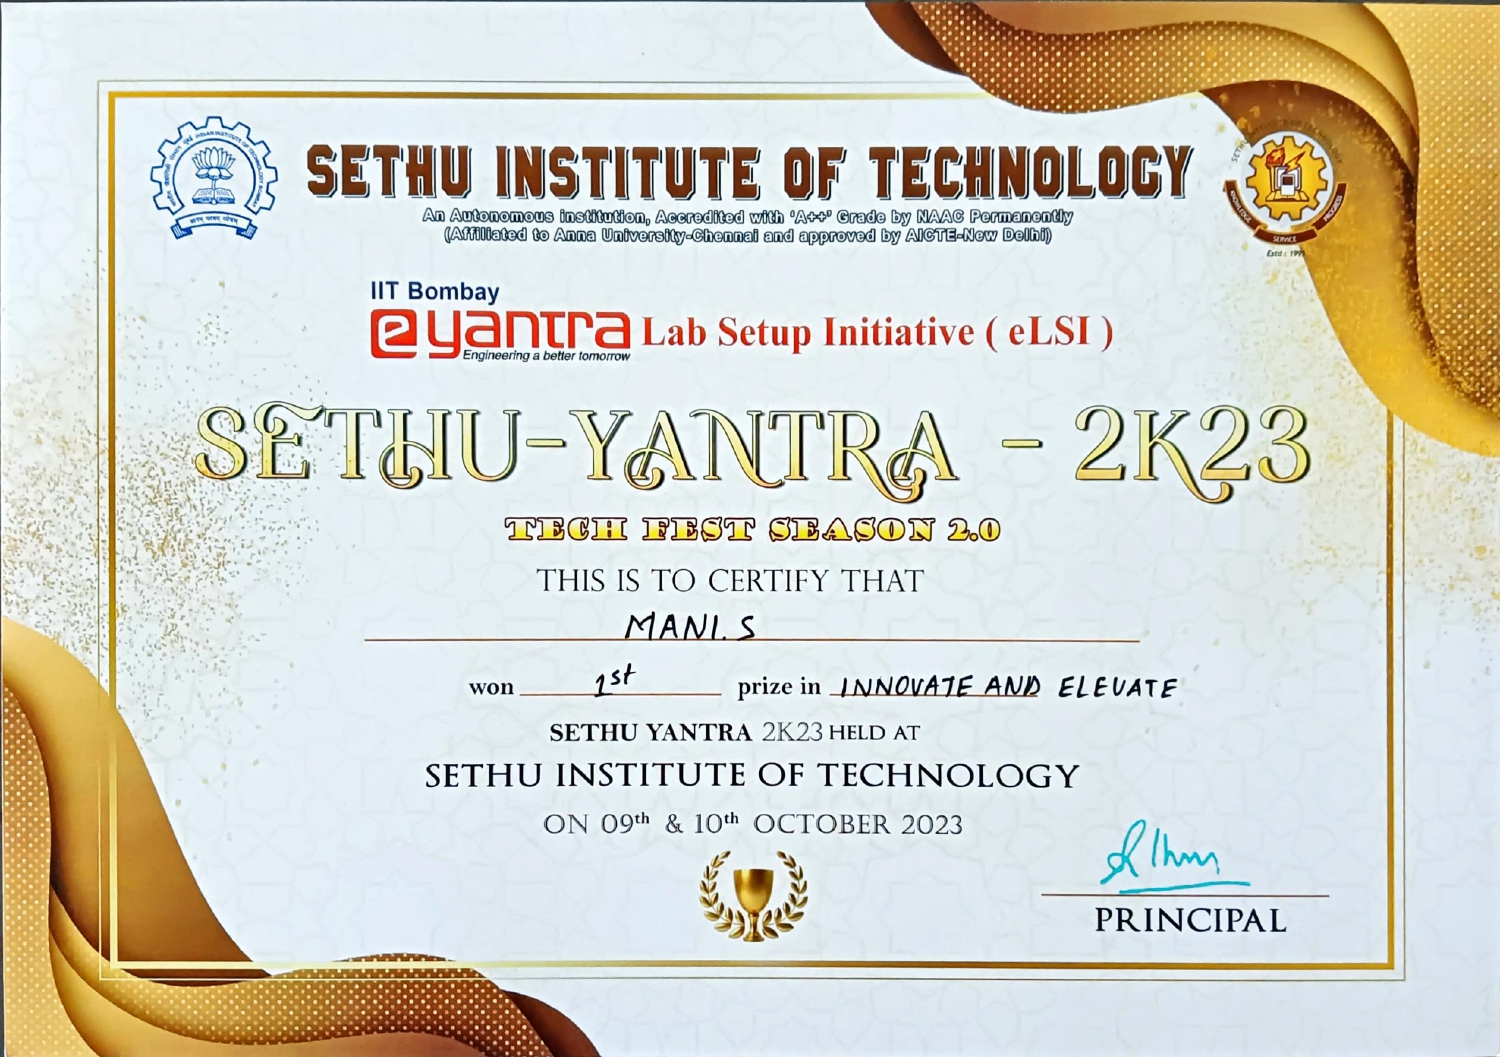 SETHU INSTITUTE OF TECHNOLOGY
An Autonomous institution, Accredited with 'A++' Grade by NAAC Permanently
(Affiliated to Anna University-Chennai and approved by AICTE-New Delhi)
KNOWLEDGE
SERVICE
PROGRESS
IIT Bombay
e yantra Lab Setup Initiative ( eLSI )
Engineering a better tomorrow
SETHU-YANTRA - 2K23
TECH FEST SEASON 2.0
THIS IS TO CERTIFY THAT
MANI. S
won 1st prize in INNOVATE AND ELEVATE
SETHU YANTRA 2K23 HELD AT
SETHU INSTITUTE OF TECHNOLOGY
ON 09th & 10th OCTOBER 2023
PRINCIPAL